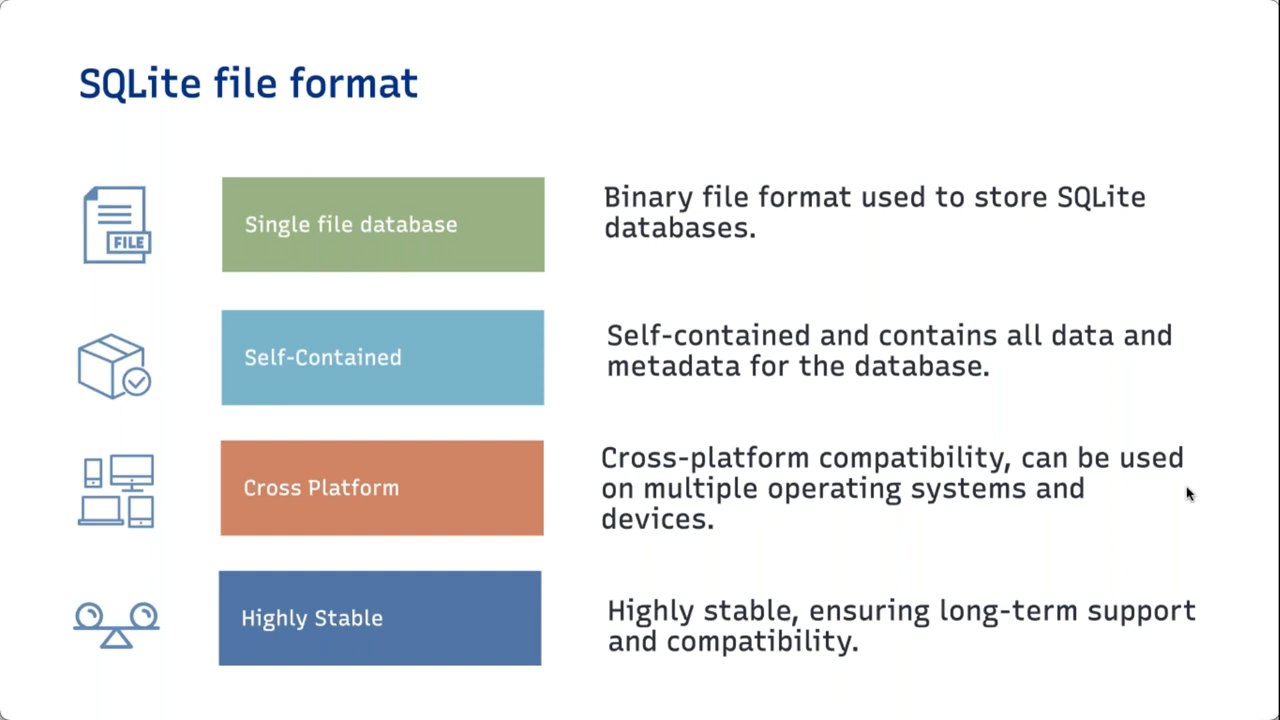 SQLite file format
FILE
Single file database
Binary file format used to store SQLite
databases.
Self-Contained
Self-contained and contains all data and
metadata for the database.
Cross Platform
Cross-platform compatibility, can be used
on multiple operating systems and
devices.
Highly Stable
Highly stable, ensuring long-term support
and compatibility.